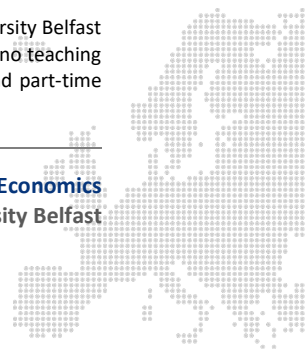 rsity Belfast
no teaching
d part-time
Economics
sity Belfast